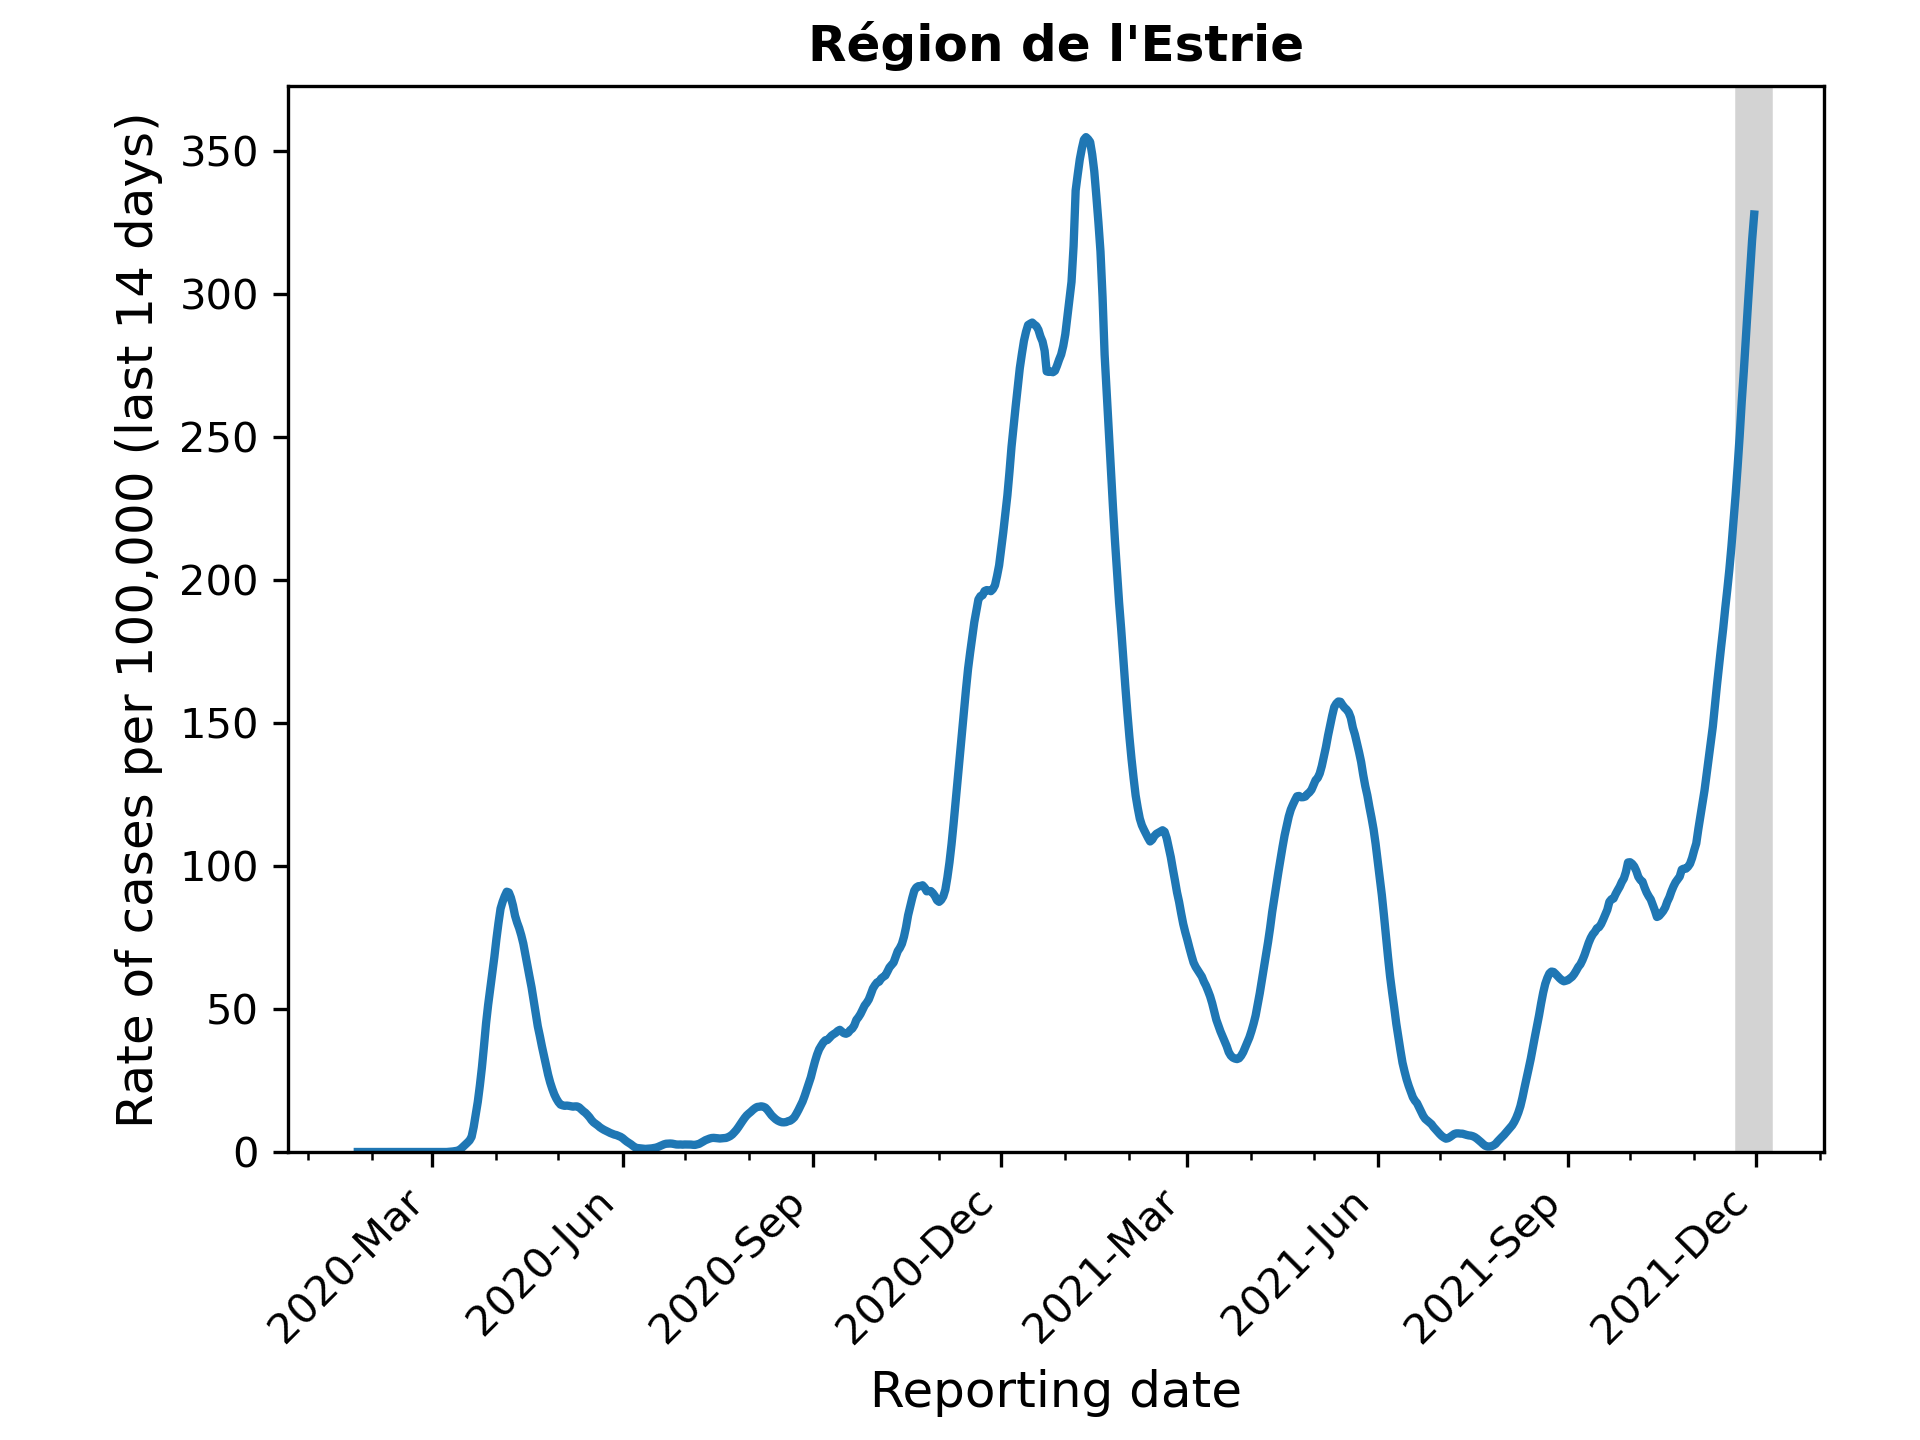 Région de l'Estrie
Rate of cases per 100,000 (last 14 days)
350
300
250
200
150
100
50
0
2020-Mar
2020-Jun
2020-Sep
2020-Dec
2021-Mar
2021-Jun
2021-Sep
2021-Dec
Reporting date